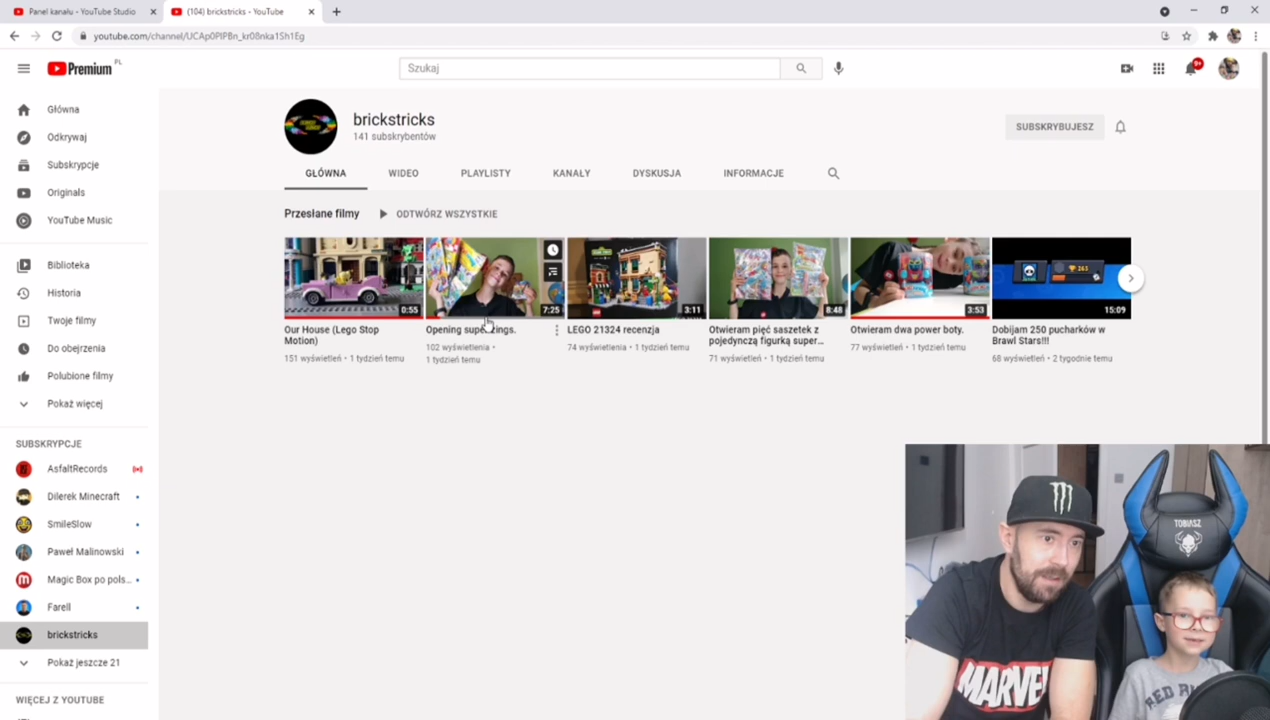 Panel kanału - YouTube Studio
(104) brickstricks - YouTube
youtube.com/channel/UCAp0PlPBn_kr08nka1Sh1Eg
Premium PL
Szukaj
9+
Główna
Odkrywaj
Subskrypcje
Originals
YouTube Music
Biblioteka
Historia
Twoje filmy
Do obejrzenia
Polubione filmy
Pokaż więcej
SUBSKRYPCJE
AsfaltRecords
Dilerek Minecraft
SmileSlow
Paweł Malinowski
Magic Box po pols...
Farell
brickstricks
Pokaż jeszcze 21
WIĘCEJ Z YOUTUBE
brickstricks
141 subskrybentów
SUBSKRYBUJESZ
GŁÓWNA WIDEO PLAYLISTY KANAŁY DYSKUSJA INFORMACJE
Przesłane filmy ODTWÓRZ WSZYSTKIE
0:55
Our House (Lego Stop
Motion)
151 wyświetleń • 1 tydzień temu
7:25
Opening superzings.
102 wyświetlenia •
1 tydzień temu
3:11
LEGO 21324 recenzja
74 wyświetlenia • 1 tydzień temu
8:48
Otwieram pięć saszetek z
pojedynczą figurką super...
71 wyświetleń • 1 tydzień temu
3:53
Otwieram dwa power boty.
77 wyświetleń • 1 tydzień temu
15:09
Dobijam 250 pucharków w
Brawl Stars!!!
68 wyświetleń • 2 tygodnie temu
TOBIASZ
MARVEL